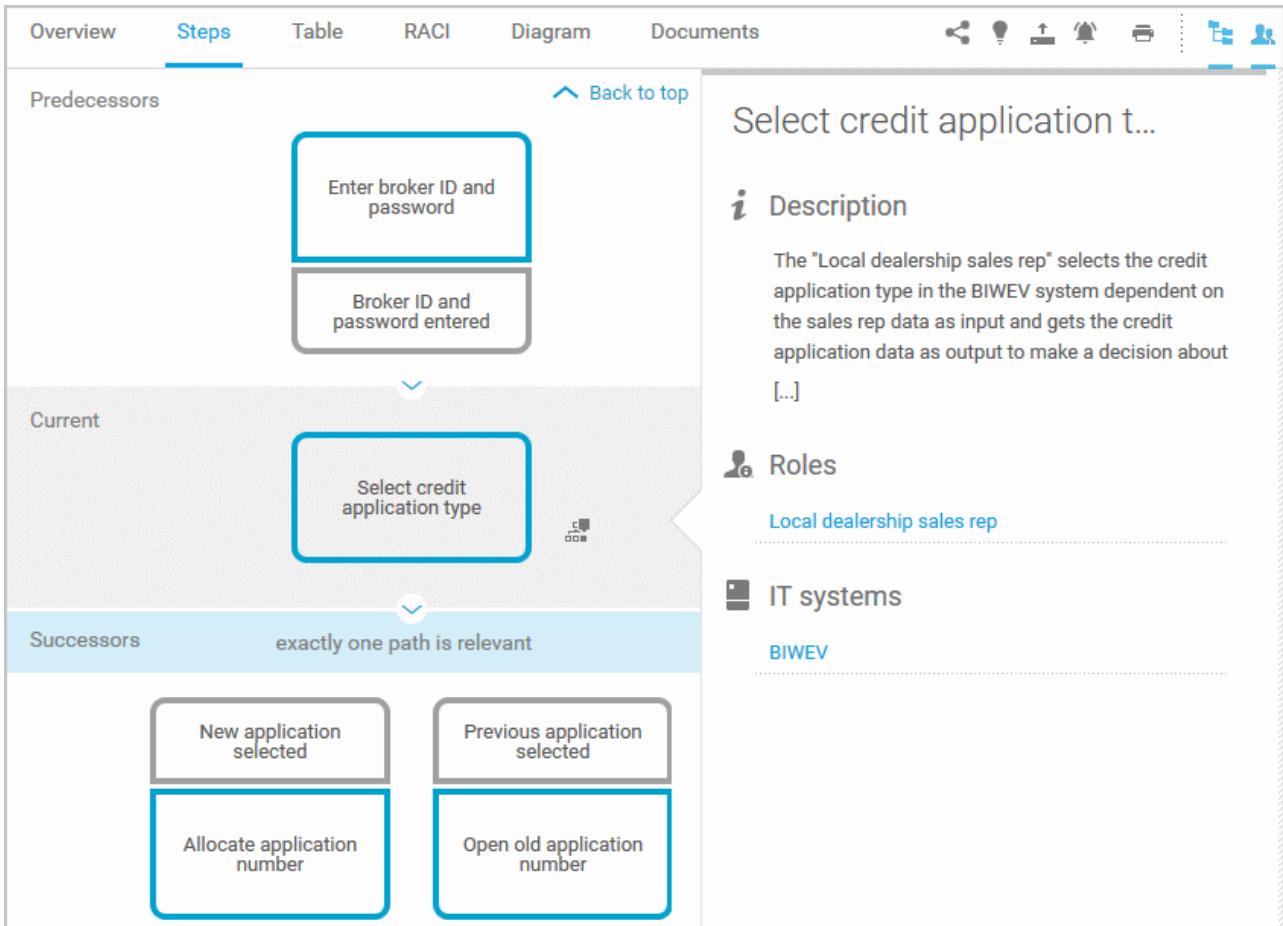 Overview Steps Table RACI Diagram Documents
Predecessors
Back to top
Enter broker ID and
password
Broker ID and
password entered
Current
Select credit
application type
Successors
exactly one path is relevant
New application
selected
Previous application
selected
Allocate application
number
Open old application
number
Select credit application t...
Description
The "Local dealership sales rep" selects the credit
application type in the BIWEV system dependent on
the sales rep data as input and gets the credit
application data as output to make a decision about
[...]
Roles
Local dealership sales rep
IT systems
BIWEV